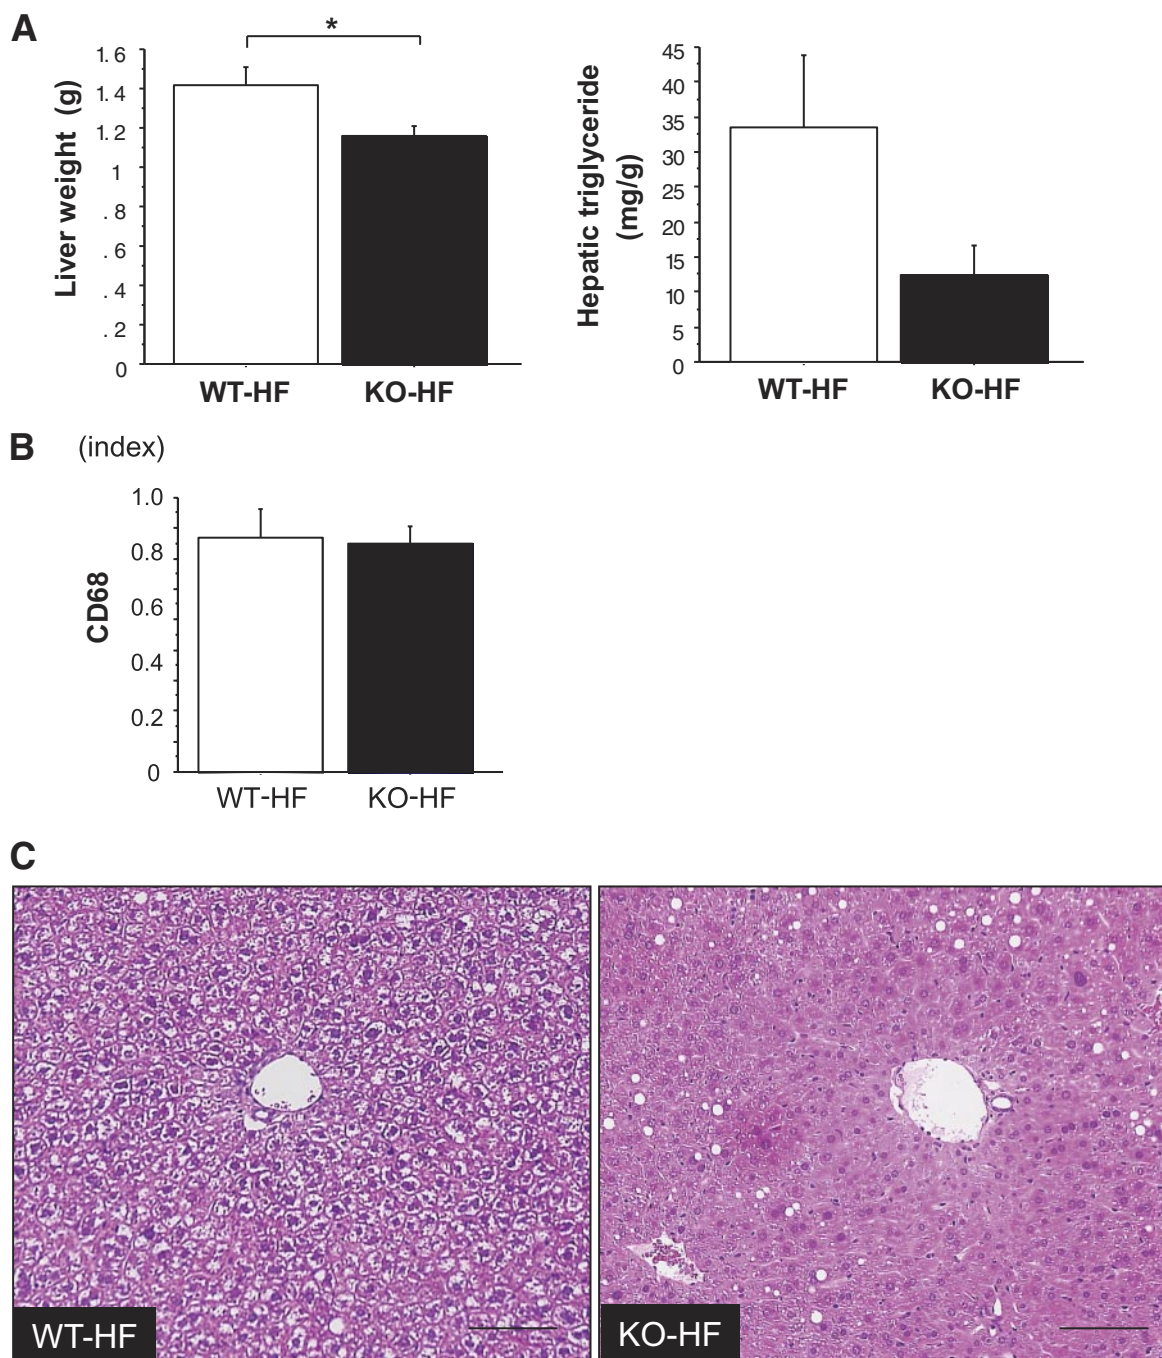 A
*
Liver weight (g)
1.6
1.4
1.2
1
.8
.6
.4
.2
0
WT-HF KO-HF
Hepatic triglyceride
(mg/g)
45
40
35
30
25
20
15
10
5
0
WT-HF KO-HF
B (index)
CD68
1.0
0.8
0.6
0.4
0.2
0
WT-HF KO-HF
C
WT-HF KO-HF